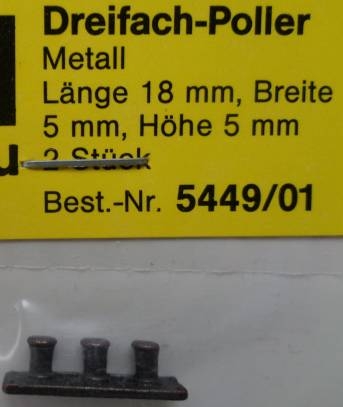 Dreifach-Poller
Metall
Länge 18 mm, Breite
5 mm, Höhe 5 mm
2 Stück
Best.-Nr. 5449/01